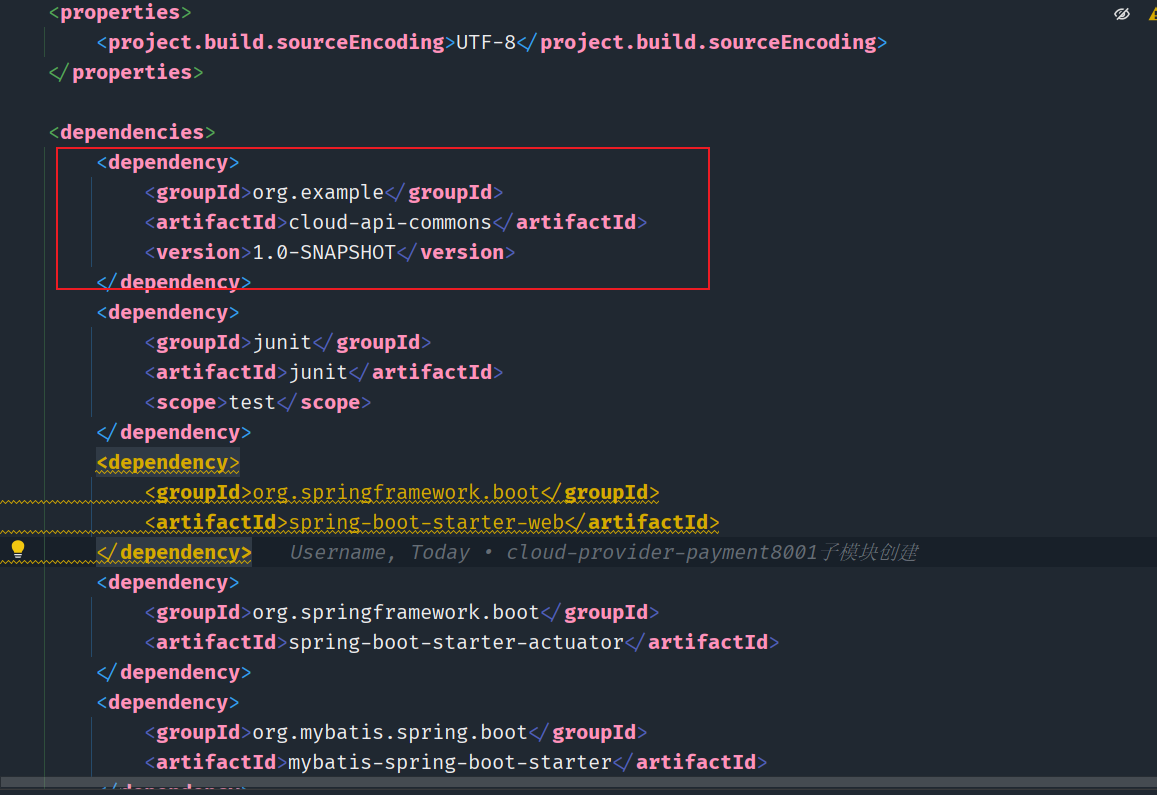 <properties>
<project.build.sourceEncoding>UTF-8</project.build.sourceEncoding>
</properties>
<dependencies>
<dependency>
<groupId>org.example</groupId>
<artifactId>cloud-api-commons</artifactId>
<version>1.0-SNAPSHOT</version>
</dependency>
<dependency>
<groupId>junit</groupId>
<artifactId>junit</artifactId>
<scope>test</scope>
</dependency>
<dependency>
<groupId>org.springframework.boot</groupId>
<artifactId>spring-boot-starter-web</artifactId>
</dependency> Username, Today • cloud-provider-payment8001子模块创建
<dependency>
<groupId>org.springframework.boot</groupId>
<artifactId>spring-boot-starter-actuator</artifactId>
</dependency>
<dependency>
<groupId>org.mybatis.spring.boot</groupId>
<artifactId>mybatis-spring-boot-starter</artifactId>